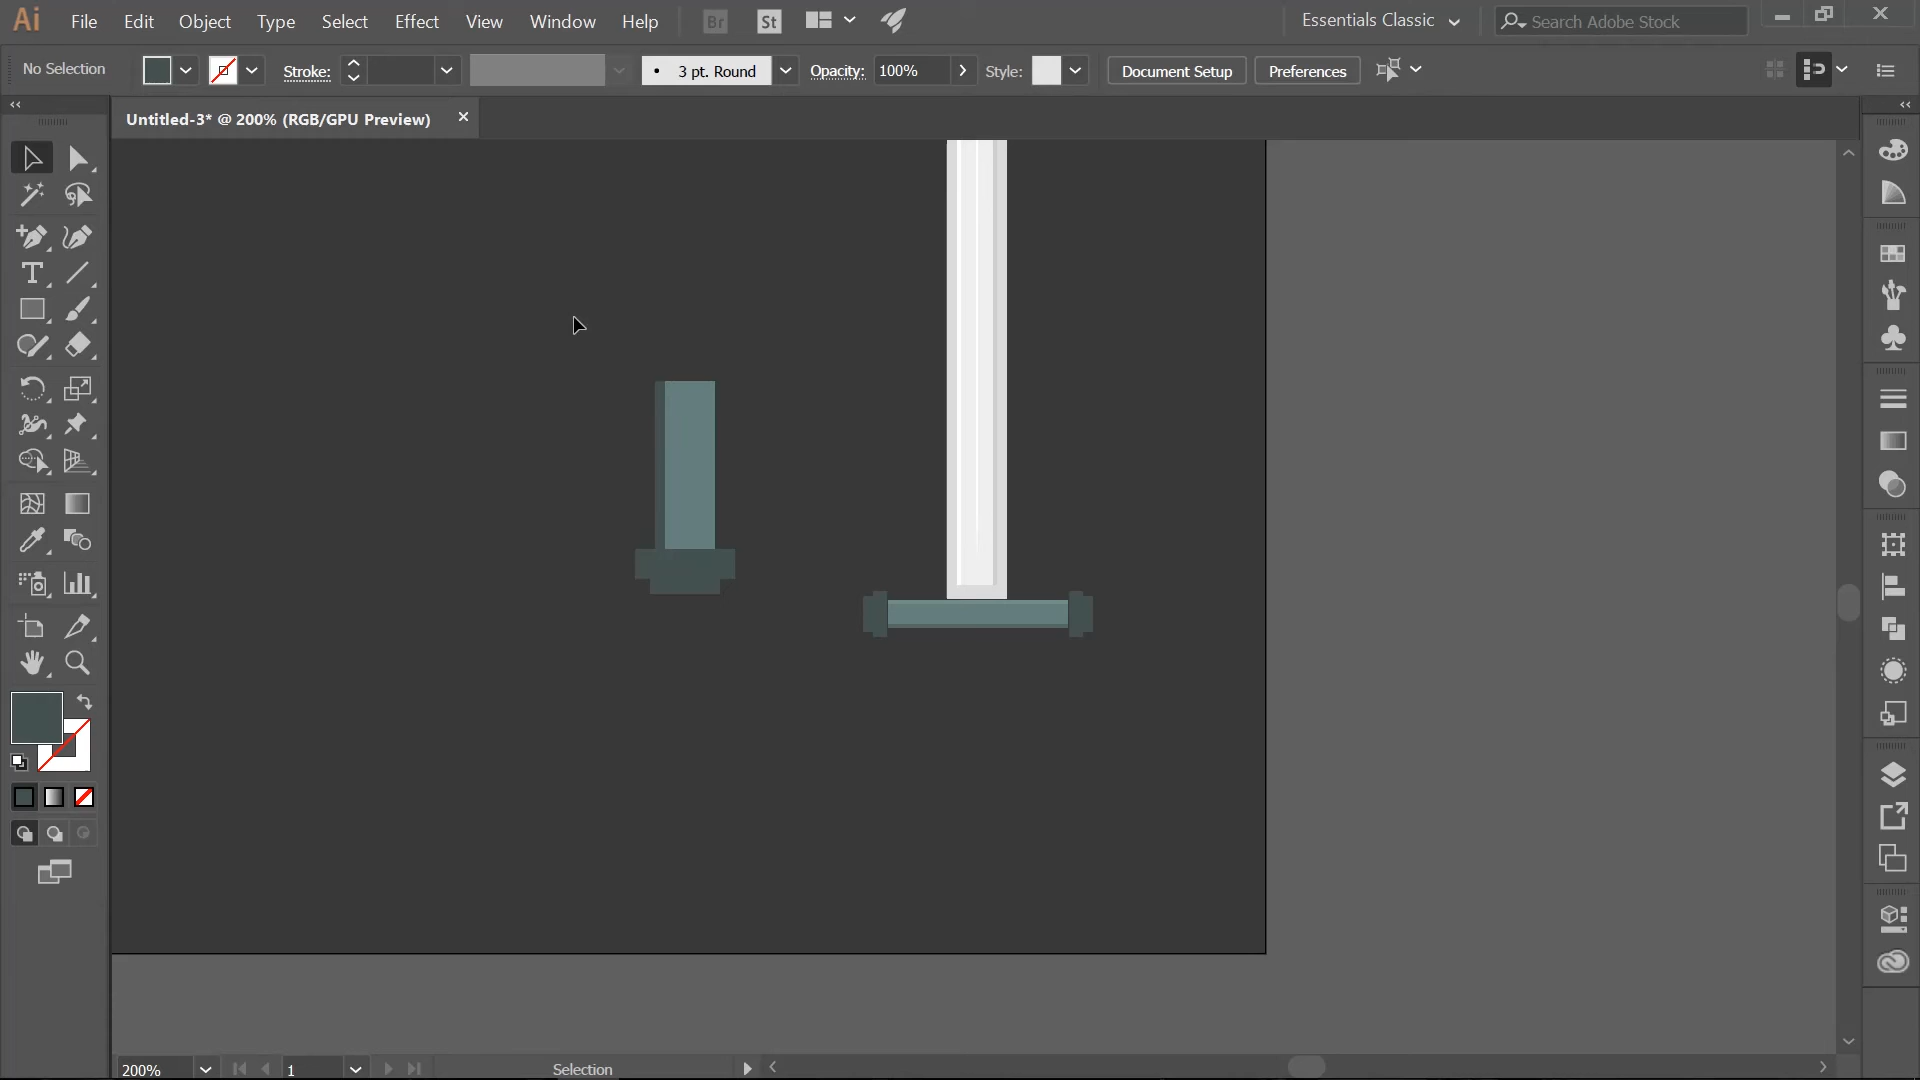 Ai File Edit Object Type Select Effect View Window Help Br St Essentials Classic Search Adobe Stock
No Selection Stroke: 3 pt. Round Opacity: 100% Style: Document Setup Preferences
Untitled-3* @ 200% (RGB/GPU Preview)
200% 1 Selection